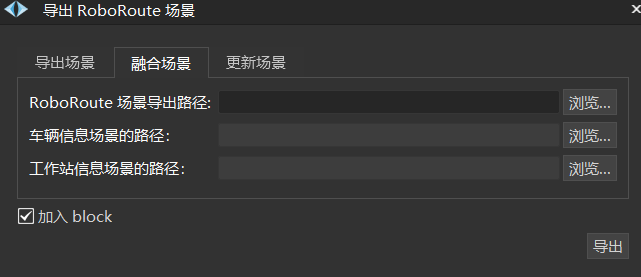 导出 RoboRoute 场景
导出场景 融合场景 更新场景
RoboRoute 场景导出路径: 浏览...
车辆信息场景的路径: 浏览...
工作站信息场景的路径: 浏览...
加入 block
导出